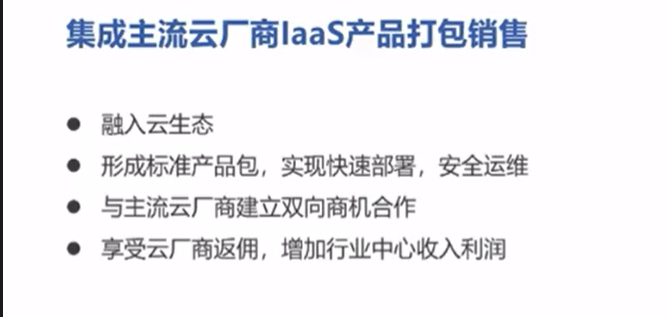 集成主流云厂商IaaS产品打包销售
● 融入云生态
● 形成标准产品包，实现快速部署，安全运维
● 与主流云厂商建立双向商机合作
● 享受云厂商返佣，增加行业中心收入利润